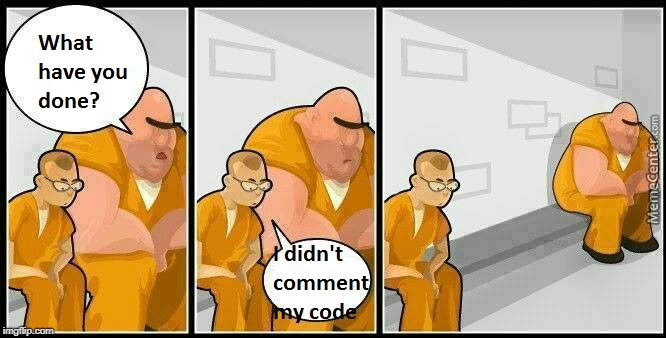 What
have you
done?
I didn't
comment
my code
MemeCenter.com
imgflip.com